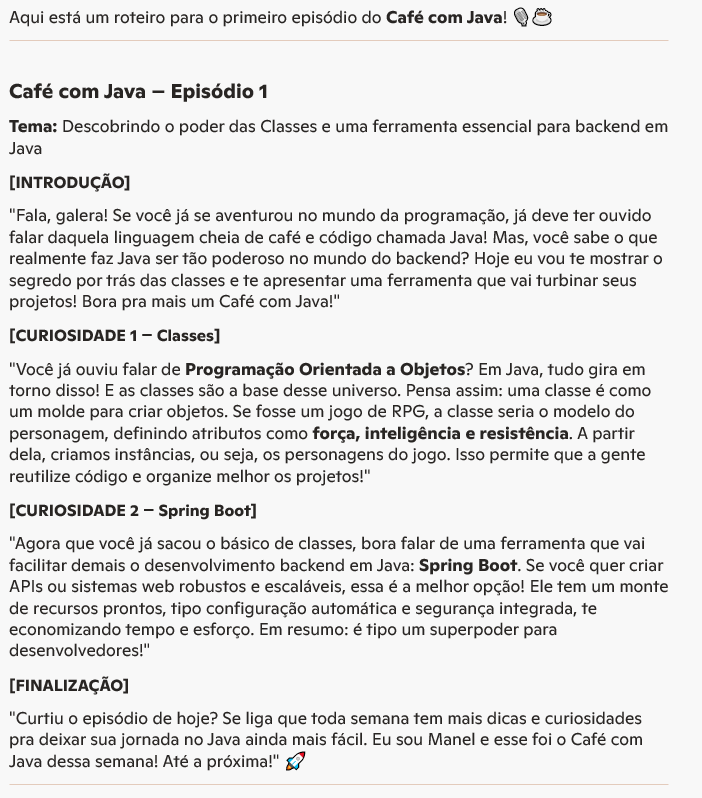 Aqui está um roteiro para o primeiro episódio do Café com Java! 🎙️☕
Café com Java – Episódio 1
Tema: Descobrindo o poder das Classes e uma ferramenta essencial para backend em
Java
[INTRODUÇÃO]
"Fala, galera! Se você já se aventurou no mundo da programação, já deve ter ouvido
falar daquela linguagem cheia de café e código chamada Java! Mas, você sabe o que
realmente faz Java ser tão poderoso no mundo do backend? Hoje eu vou te mostrar o
segredo por trás das classes e te apresentar uma ferramenta que vai turbinar seus
projetos! Bora pra mais um Café com Java!"
[CURIOSIDADE 1 – Classes]
"Você já ouviu falar de Programação Orientada a Objetos? Em Java, tudo gira em
torno disso! E as classes são a base desse universo. Pensa assim: uma classe é como
um molde para criar objetos. Se fosse um jogo de RPG, a classe seria o modelo do
personagem, definindo atributos como força, inteligência e resistência. A partir
dela, criamos instâncias, ou seja, os personagens do jogo. Isso permite que a gente
reutilize código e organize melhor os projetos!"
[CURIOSIDADE 2 – Spring Boot]
"Agora que você já sacou o básico de classes, bora falar de uma ferramenta que vai
facilitar demais o desenvolvimento backend em Java: Spring Boot. Se você quer criar
APIs ou sistemas web robustos e escaláveis, essa é a melhor opção! Ele tem um monte
de recursos prontos, tipo configuração automática e segurança integrada, te
economizando tempo e esforço. Em resumo: é tipo um superpoder para
desenvolvedores!"
[FINALIZAÇÃO]
"Curtiu o episódio de hoje? Se liga que toda semana tem mais dicas e curiosidades
pra deixar sua jornada no Java ainda mais fácil. Eu sou Manel e esse foi o Café com
Java dessa semana! Até a próxima!" 🚀